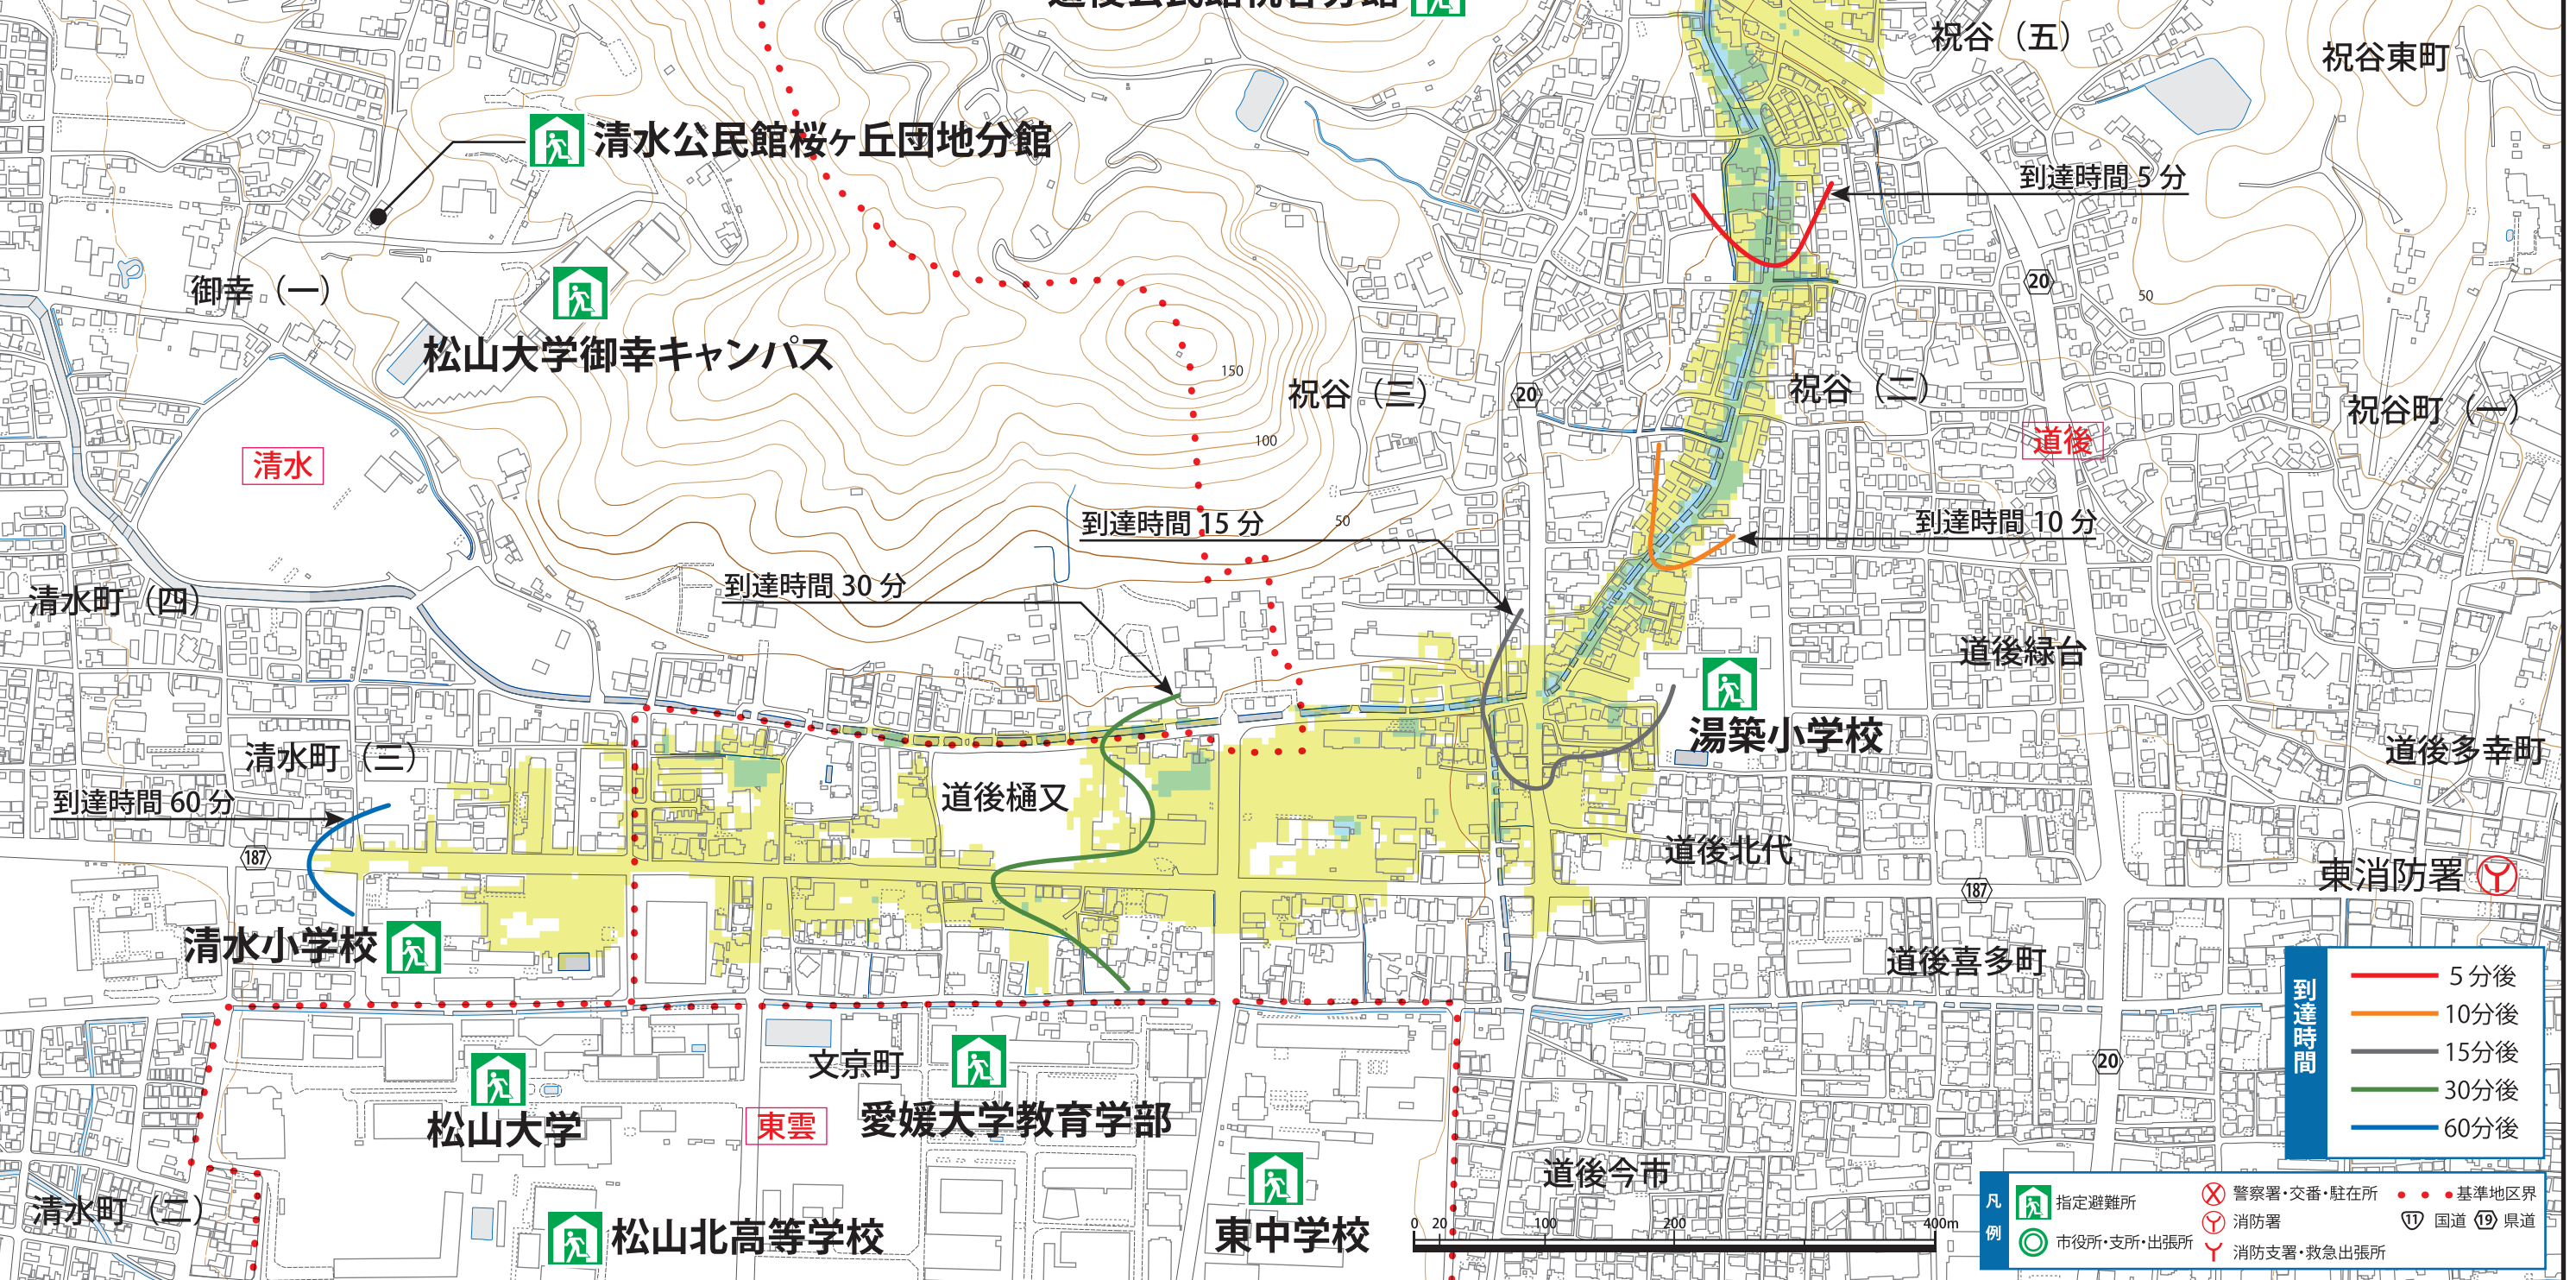 道後公民館祝谷分館
祝谷（五）
祝谷東町
清水公民館桜ヶ丘団地分館
到達時間 5 分
御幸（一）
20
50
松山大学御幸キャンパス
150
祝谷（三）
20
祝谷（二）
祝谷町（一）
100
道後
清水
到達時間 15 分
50
到達時間 10 分
到達時間 30 分
清水町（四）
道後緑台
湯築小学校
清水町（三）
道後多幸町
到達時間 60 分
道後樋又
187
道後北代
東消防署
187
清水小学校
道後喜多町
到達時間
5 分後
10分後
15分後
30分後
60分後
文京町
20
松山大学
東雲
愛媛大学教育学部
道後今市
清水町（二）
松山北高等学校
東中学校
0 20 100 200 400m
凡例
指定避難所
市役所・支所・出張所
警察署・交番・駐在所
消防署
消防支署・救急出張所
基準地区界
11 国道 19 県道